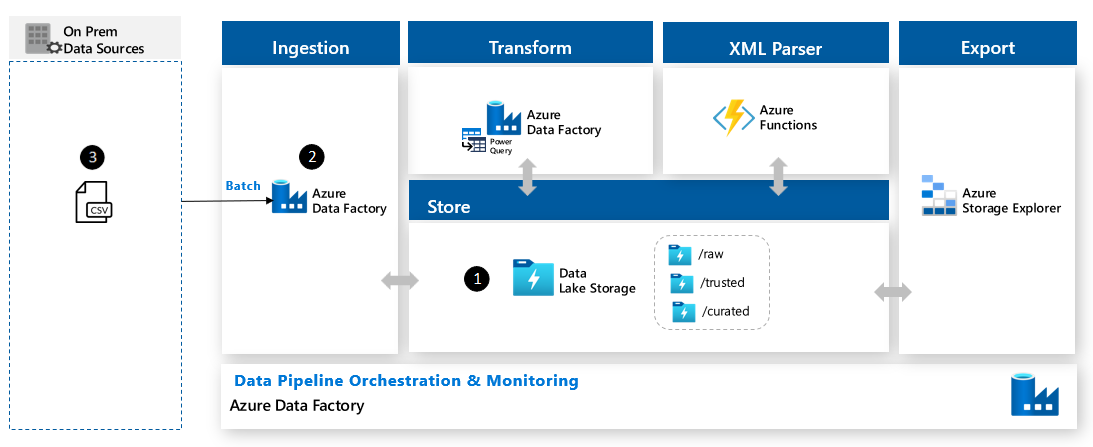 On Prem
Data Sources
Ingestion
Transform
XML Parser
Export
3
CSV
Batch
2
Azure
Data Factory
Azure
Data Factory
Power
Query
Azure
Functions
Store
1
Data
Lake Storage
/raw
/trusted
/curated
Azure
Storage Explorer
Data Pipeline Orchestration & Monitoring
Azure Data Factory